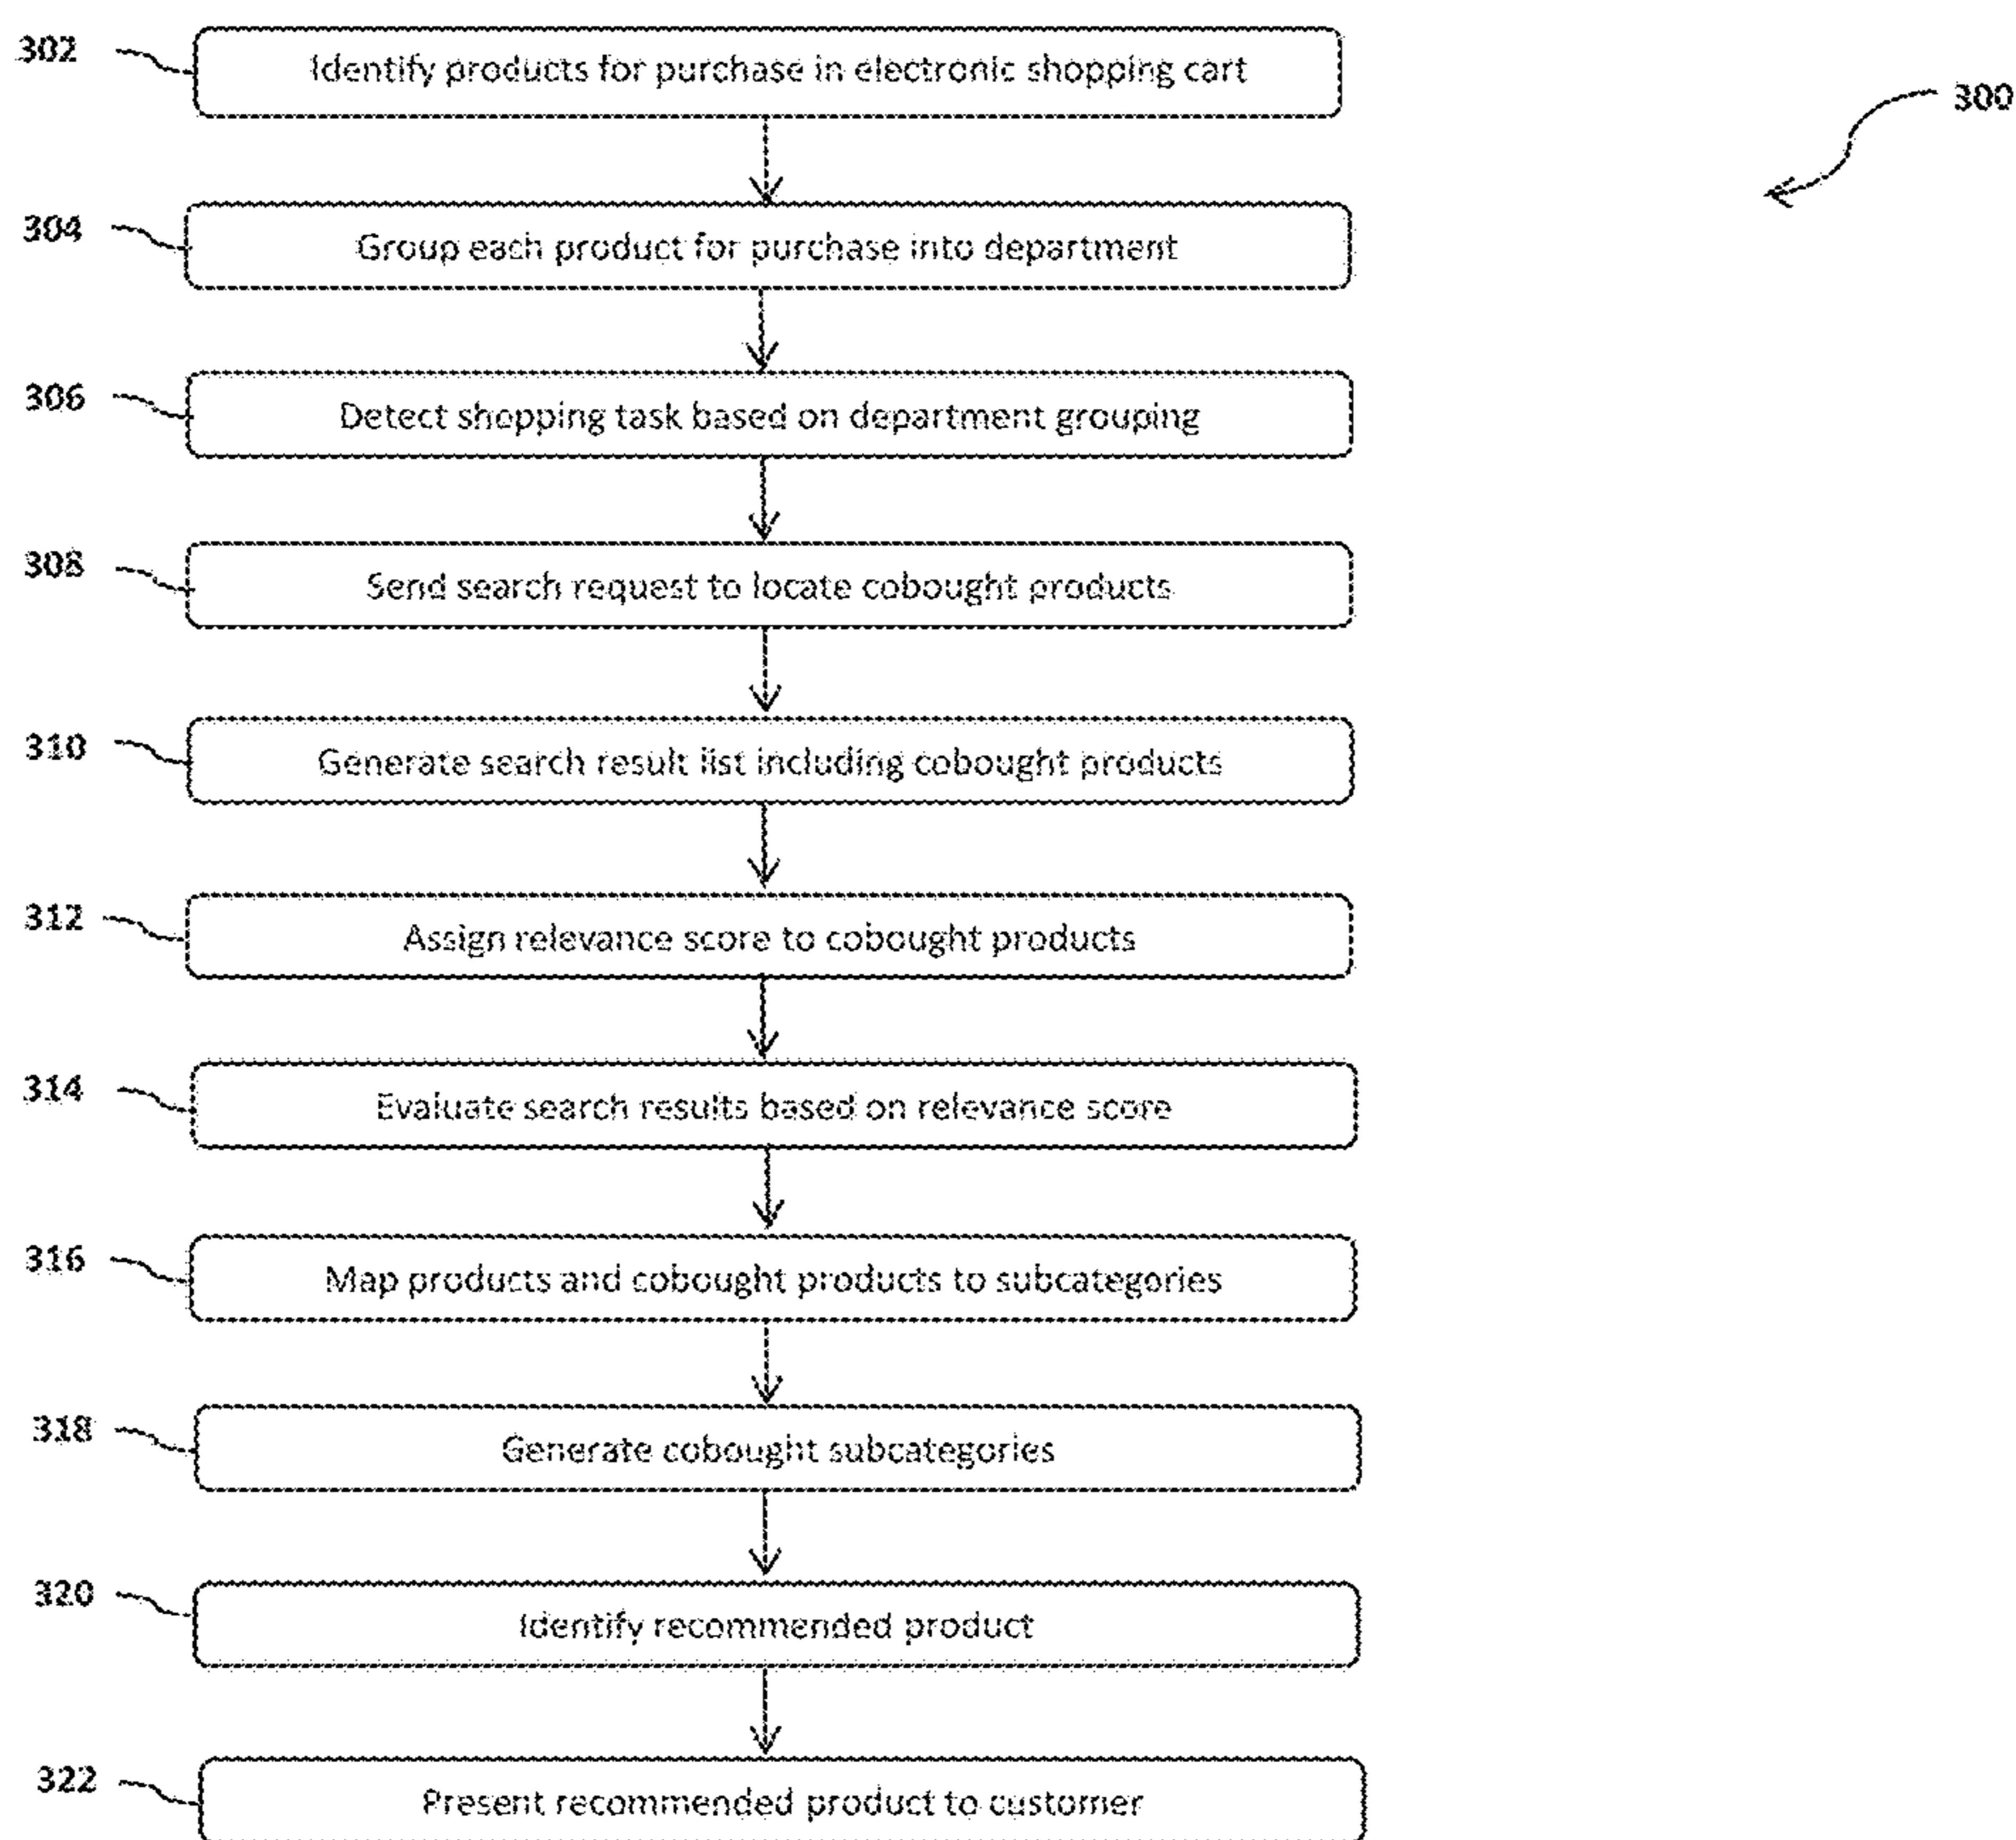 302
Identify products for purchase in electronic shopping cart
300
304
Group each product for purchase into department
306
Detect shopping task based on department grouping
308
Send search request to locate cobought products
310
Generate search result list including cobought products
312
Assign relevance score to cobought products
314
Evaluate search results based on relevance score
316
Map products and cobought products to subcategories
318
Generate cobought subcategories
320
Identify recommended product
322
Present recommended product to customer